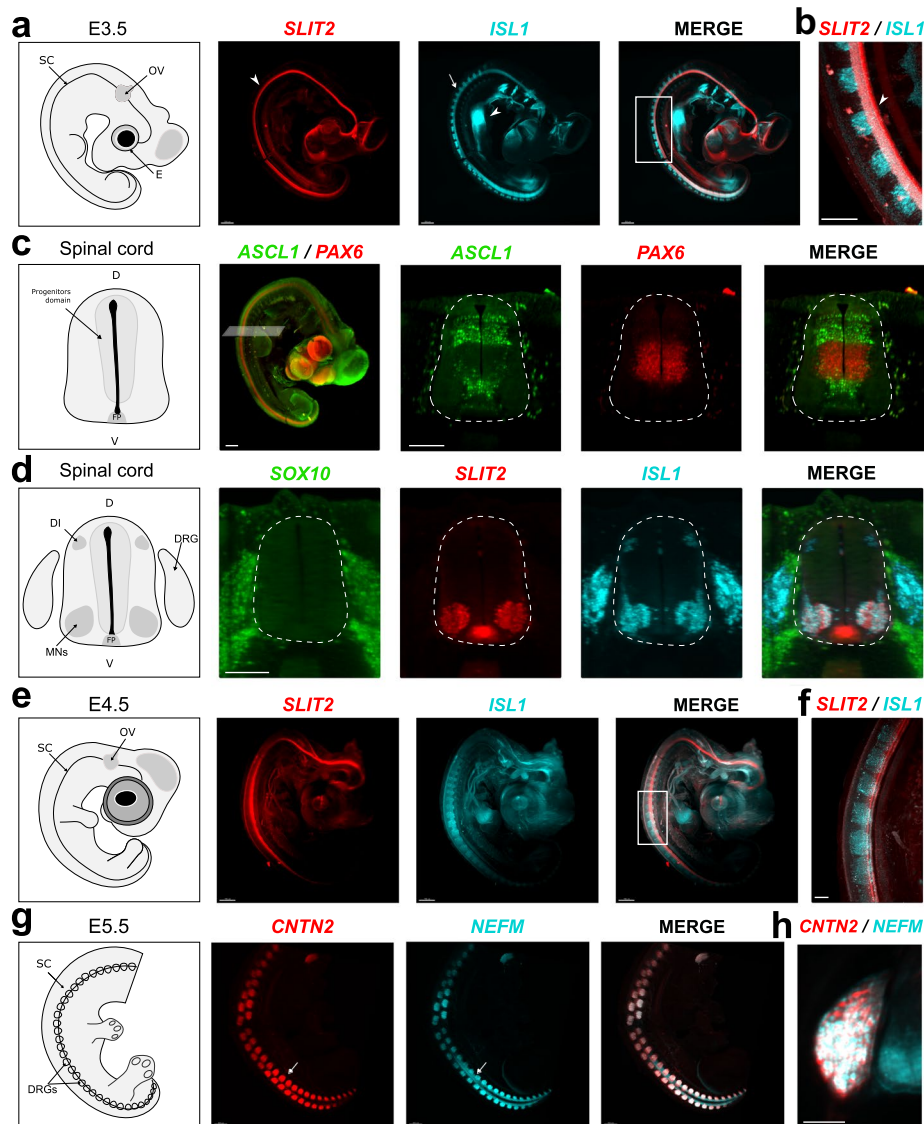 a
E3.5
SLIT2
ISL1
MERGE
b
SLIT2 / ISL1
SC
OV
E
c
Spinal cord
ASCL1 / PAX6
ASCL1
PAX6
MERGE
D
Progenitors
domain
FP
V
d
Spinal cord
SOX10
SLIT2
ISL1
MERGE
D
DI
DRG
MNs
FP
V
e
E4.5
SLIT2
ISL1
MERGE
f
SLIT2 / ISL1
SC
OV
g
E5.5
CNTN2
NEFM
MERGE
h
CNTN2 / NEFM
SC
DRGs